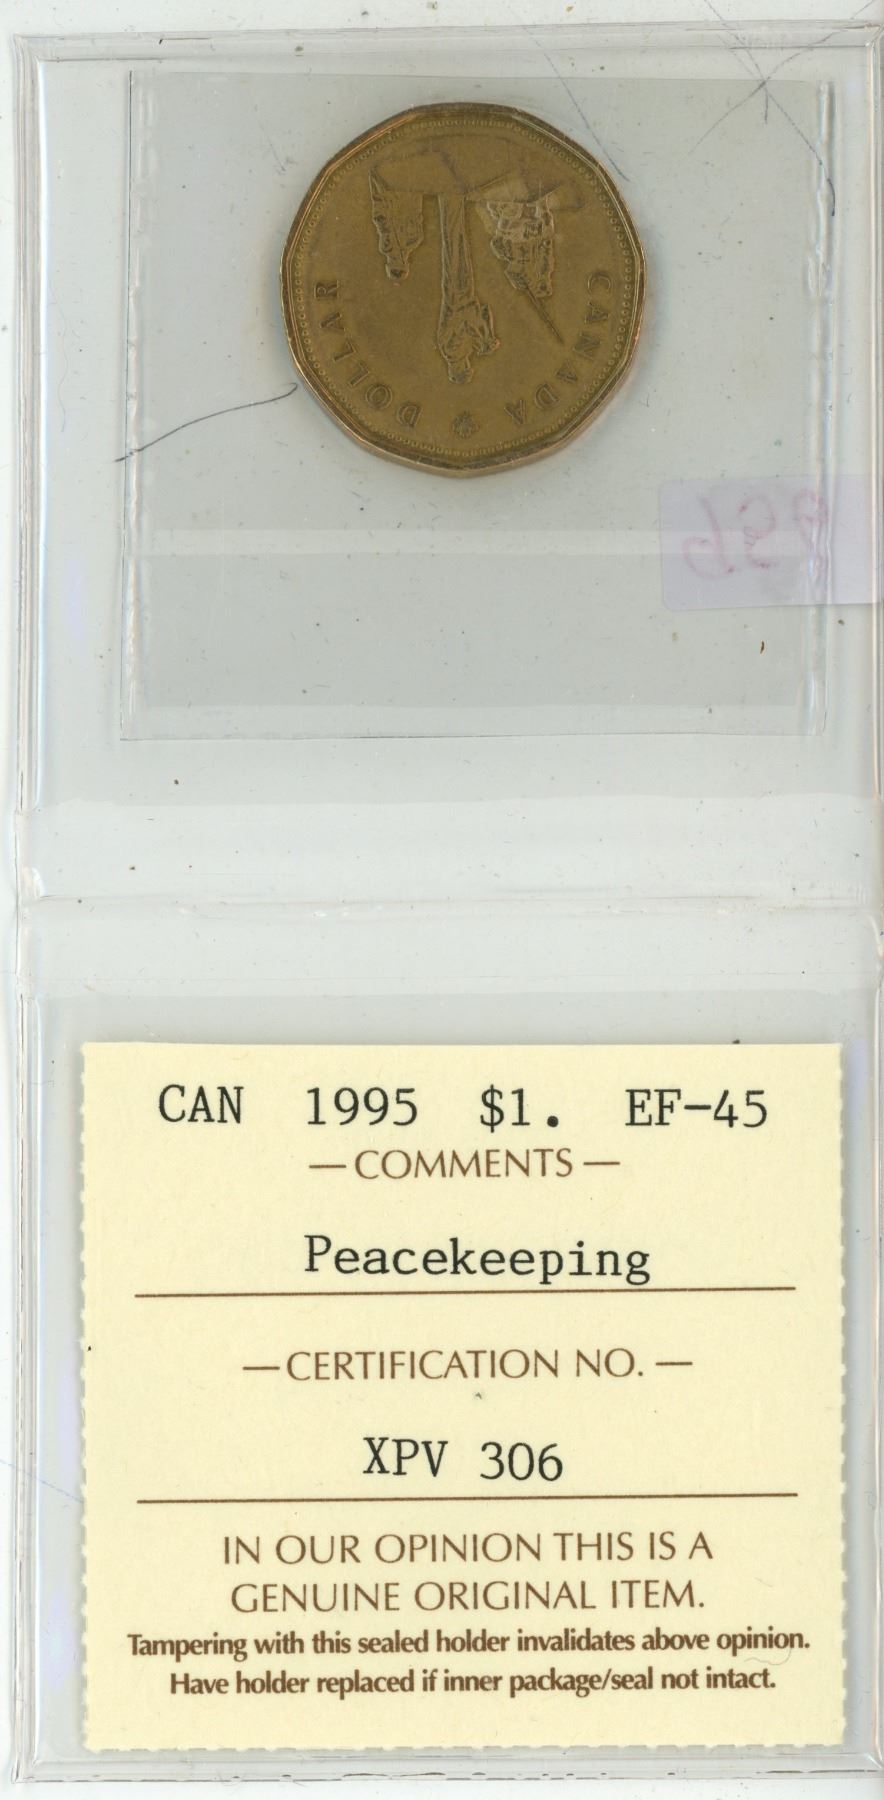 DOLLAR CANADA
CAN 1995 $1. EF-45
—COMMENTS—
Peacekeeping
—CERTIFICATION NO.—
XPV 306
IN OUR OPINION THIS IS A
GENUINE ORIGINAL ITEM.
Tampering with this sealed holder invalidates above opinion.
Have holder replaced if inner package/seal not intact.